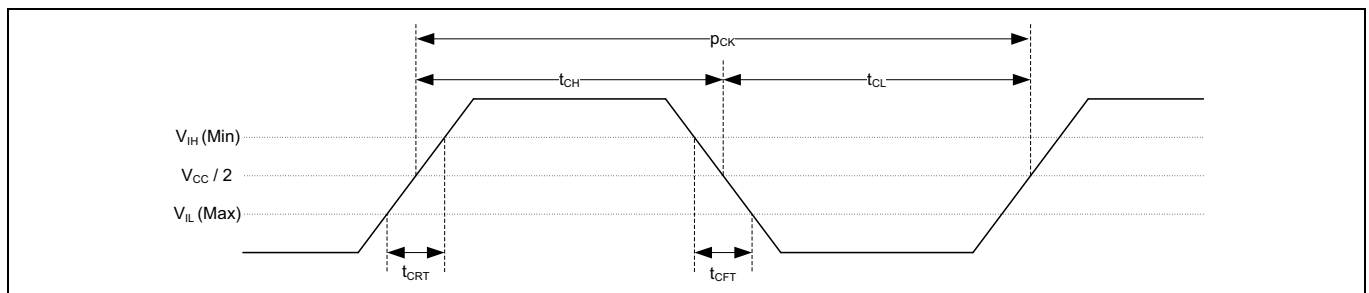 pCK
tCH
tCL
VIH (Min)
VCC / 2
VIL (Max)
tCRT
tCFT